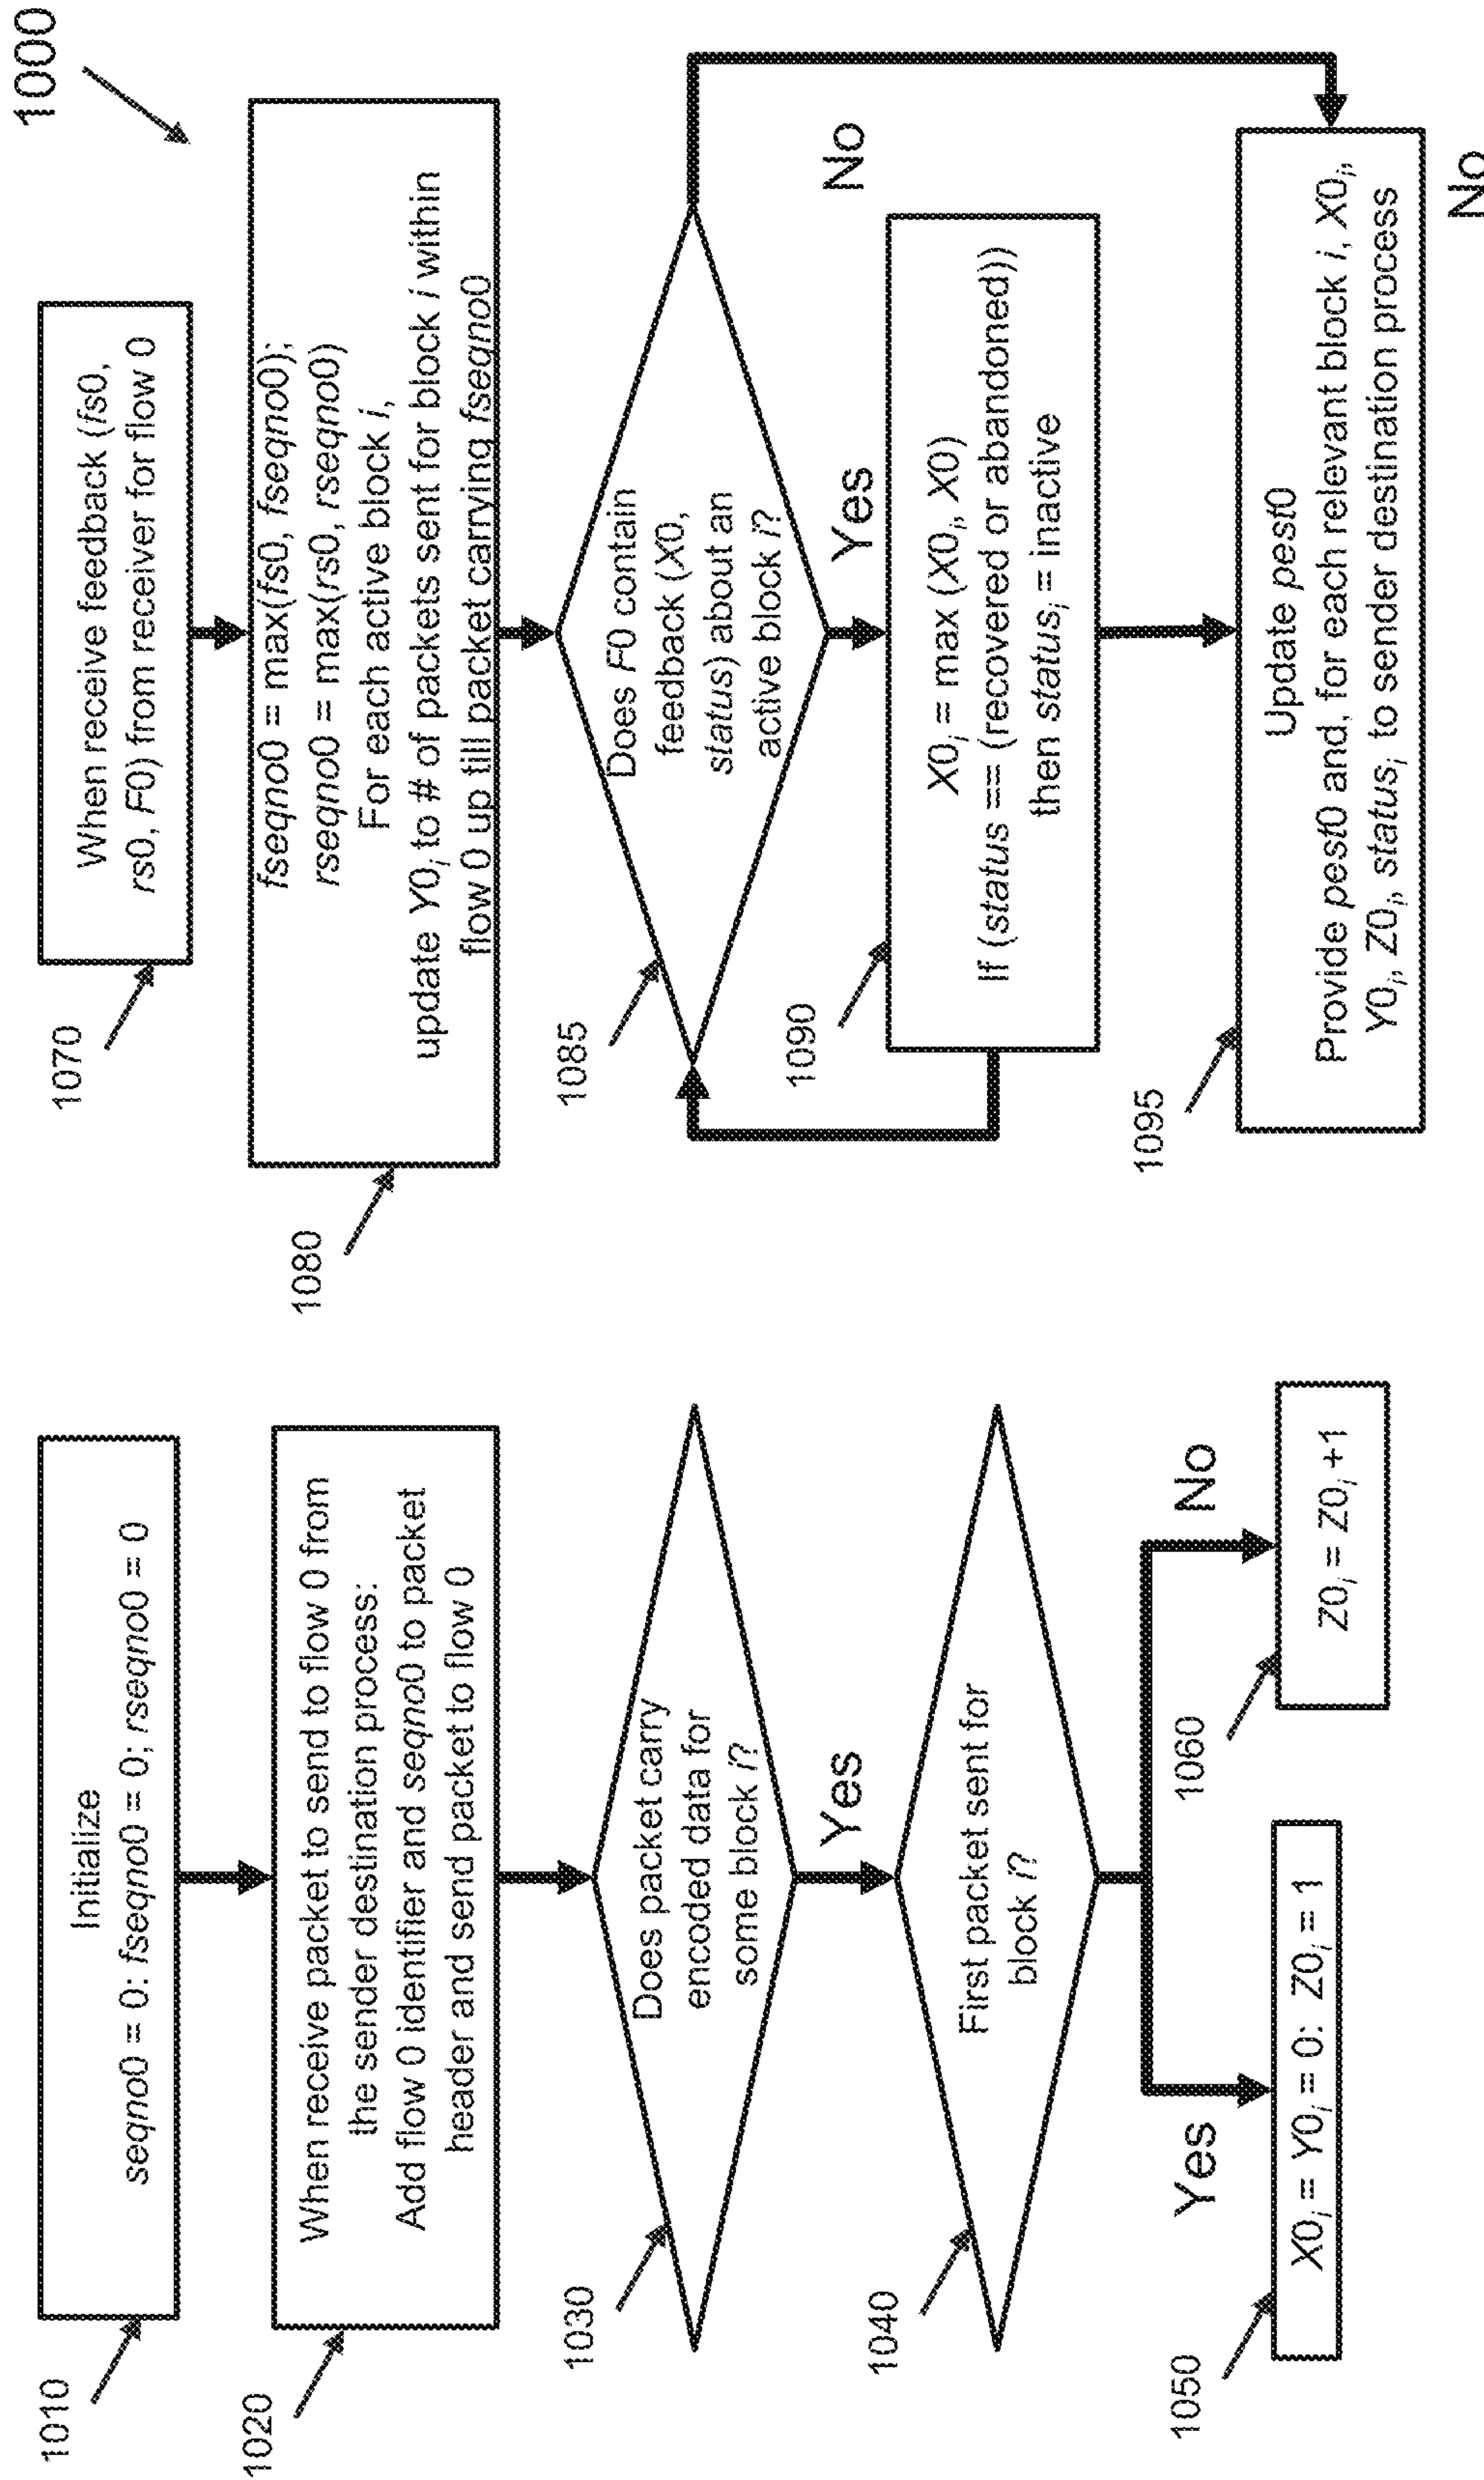 1000
1010
Initialize
seqno0 = 0: fseqno0 = 0; rseqno0 = 0
1020
When receive packet to send to flow 0 from
the sender destination process:
Add flow 0 identifier and seqno0 to packet
header and send packet to flow 0
1030
Does packet carry
encoded data for
some block i?
Yes
1040
First packet sent for
block i?
Yes
No
1050
X0i = Y0i = 0: Z0i = 1
1060
Z0i = Z0i +1
1070
When receive feedback (fs0,
rs0, F0) from receiver for flow 0
1080
fseqno0 = max(fs0, fseqno0);
rseqno0 = max(rs0, rseqno0)
For each active block i,
update Y0i to # of packets sent for block i within
flow 0 up till packet carrying fseqno0
1085
Does F0 contain
feedback (X0,
status) about an
active block i?
Yes
No
1090
X0i = max (X0i, X0)
If (status == (recovered or abandoned))
then statusi = inactive
1095
Update pest0
Provide pest0 and, for each relevant block i, X0i,
Y0i, Z0i, statusi to sender destination process
No